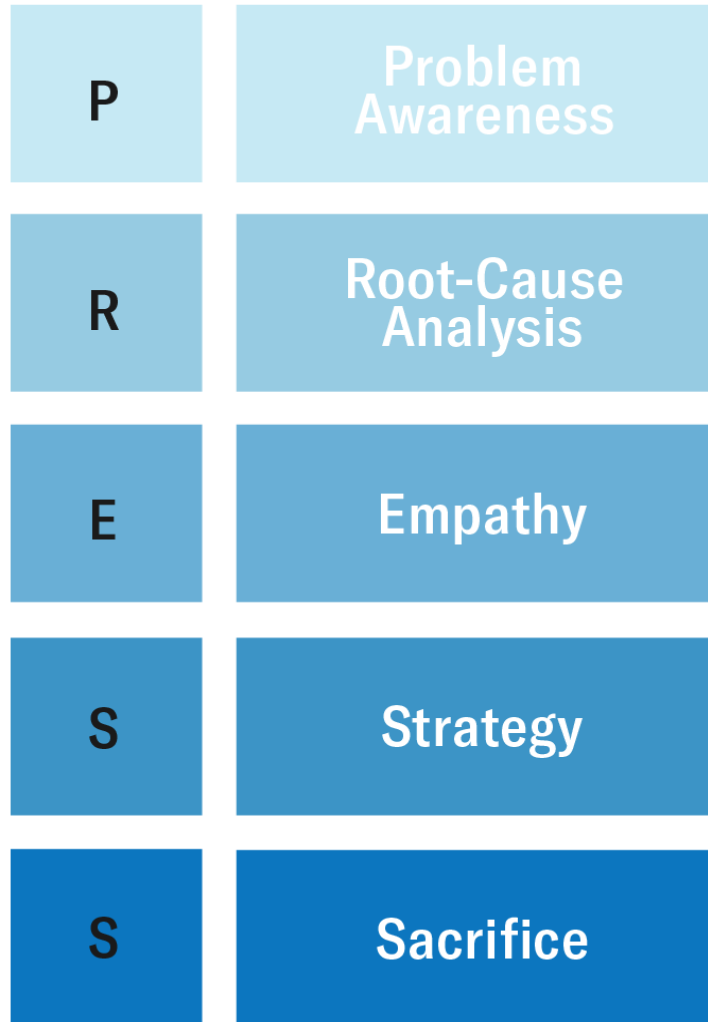 P
Problem
Awareness
R
Root-Cause
Analysis
E
Empathy
S
Strategy
S
Sacrifice